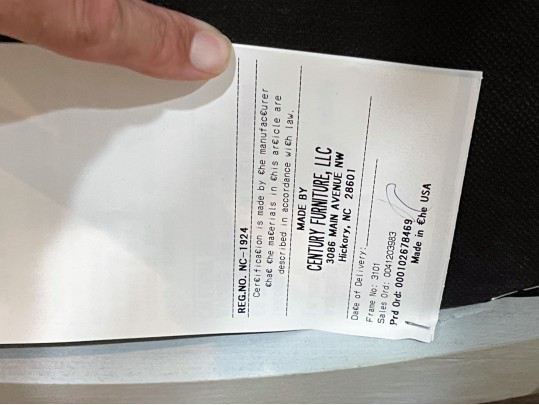 REG.NO. NC-1924
Certification is made by the manufacturer
that the materials in this article are
described in accordance with law.
MADE BY
CENTURY FURNITURE, LLC
3086 MAIN AVENUE NW
Hickory, NC 28601
Date of Delivery:
Frame No: 3101
Sales Ord: 0041203983
Prd Ord: 000102678469
Made in the USA